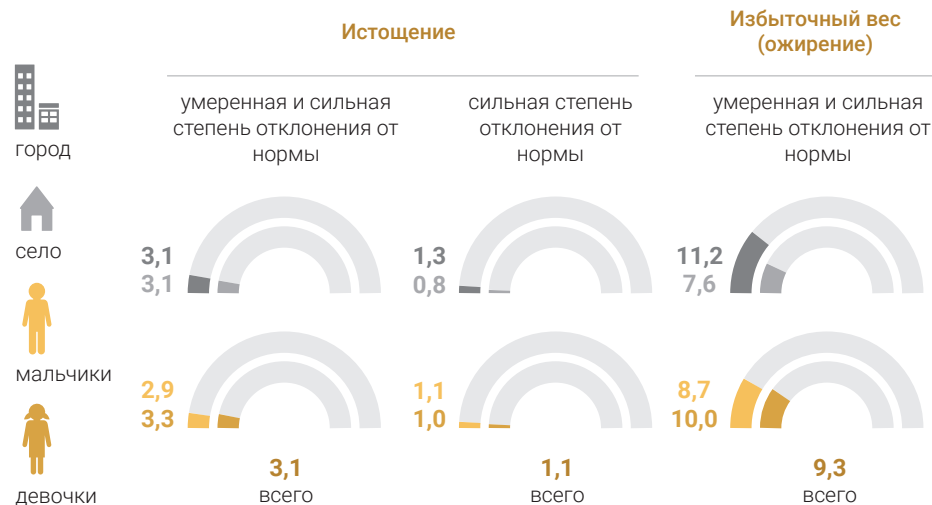 Истощение
Избыточный вес
(ожирение)
умеренная и сильная
степень отклонения от
нормы
сильная степень
отклонения от
нормы
умеренная и сильная
степень отклонения от
нормы
город
село
мальчики
девочки
3,1
3,1
1,3
0,8
11,2
7,6
2,9
3,3
1,1
1,0
8,7
10,0
3,1
всего
1,1
всего
9,3
всего